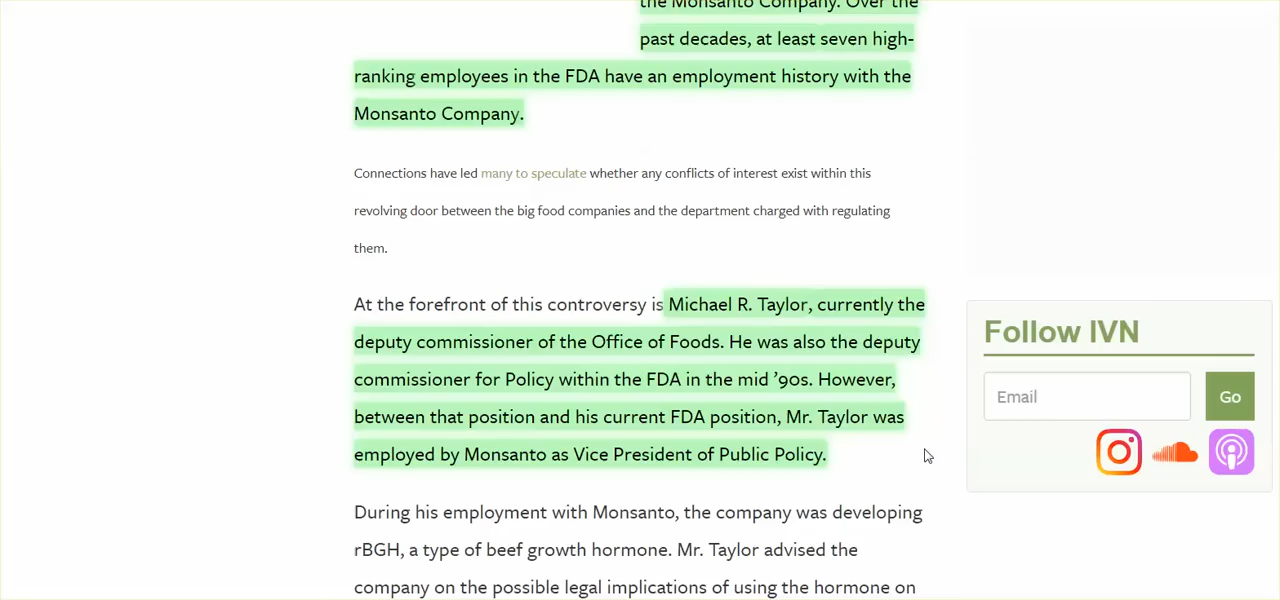 the Monsanto Company. Over the
past decades, at least seven high-
ranking employees in the FDA have an employment history with the
Monsanto Company.
Connections have led many to speculate whether any conflicts of interest exist within this
revolving door between the big food companies and the department charged with regulating
them.
At the forefront of this controversy is Michael R. Taylor, currently the
deputy commissioner of the Office of Foods. He was also the deputy
commissioner for Policy within the FDA in the mid ’90s. However,
between that position and his current FDA position, Mr. Taylor was
employed by Monsanto as Vice President of Public Policy.
During his employment with Monsanto, the company was developing
rBGH, a type of beef growth hormone. Mr. Taylor advised the
company on the possible legal implications of using the hormone on
Follow IVN
Email
Go